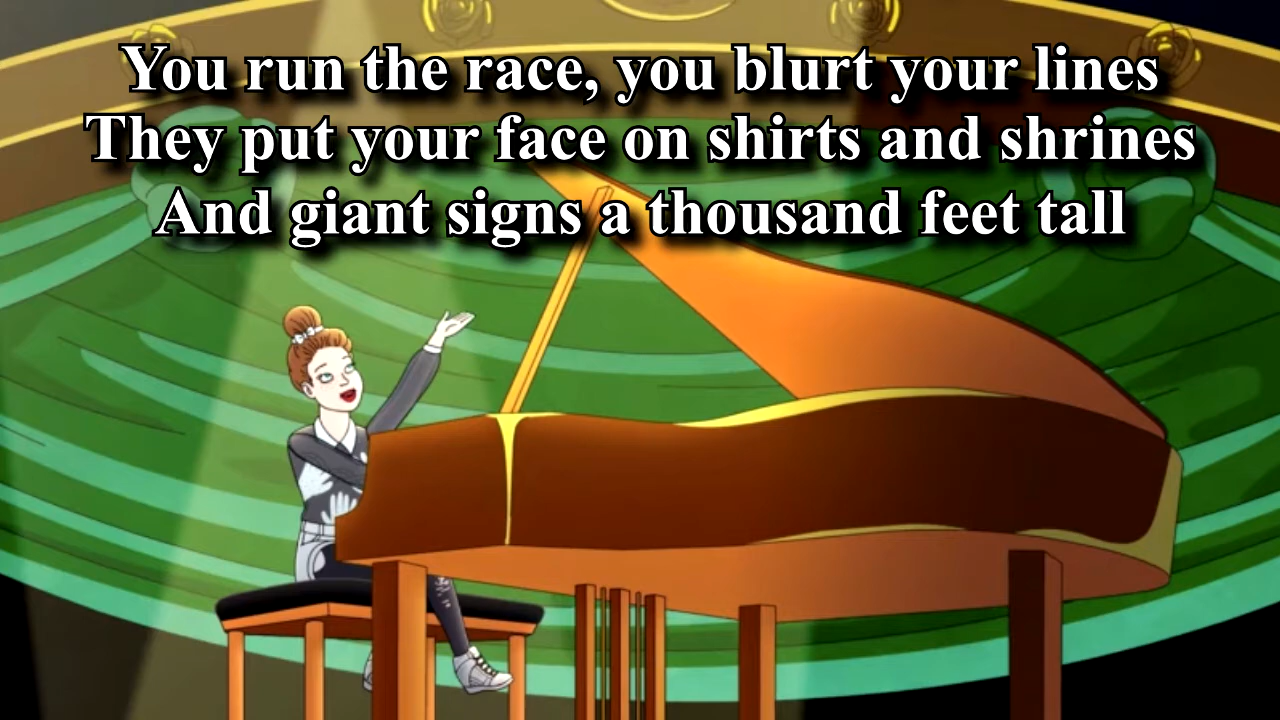 You run the race, you blurt your lines
They put your face on shirts and shrines
And giant signs a thousand feet tall